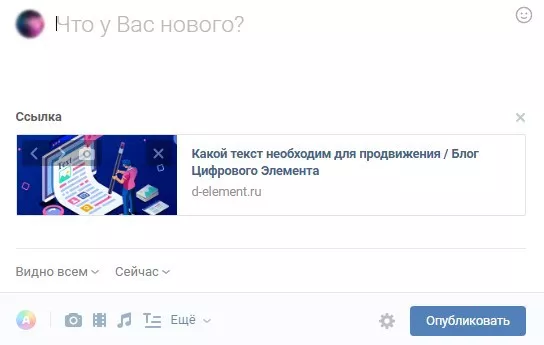 Что у Вас нового?
Ссылка
Text
Какой текст необходим для продвижения / Блог
Цифрового Элемента
d-element.ru
Видно всем
Сейчас
A
Ещё
Опубликовать